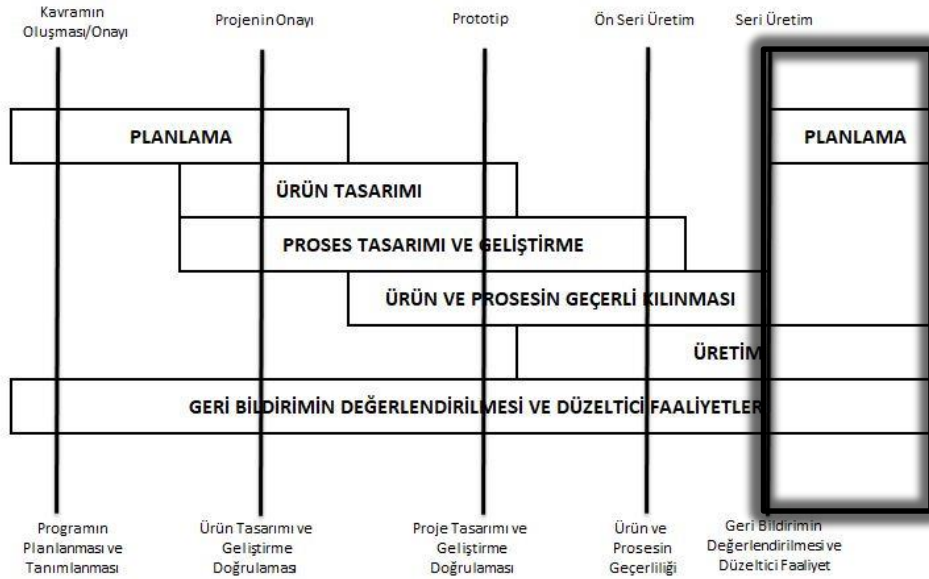 Kavramın
Oluşması/Onayı
Projenin Onayı
Prototip
Ön Seri Üretim
Seri Üretim
PLANLAMA
PLANLAMA
ÜRÜN TASARIMI
PROSES TASARIMI VE GELİŞTİRME
ÜRÜN VE PROSESİN GEÇERLİ KILINMASI
ÜRETİM
GERİ BİLDİRİMİN DEĞERLENDİRİLMESİ VE DÜZELTİCİ FAALİYETLER
Programın
Planlanması ve
Tanımlanması
Ürün Tasarımı ve
Geliştirme
Doğrulaması
Proje Tasarımı ve
Geliştirme
Doğrulaması
Ürün ve
Prosesin
Geçerliliği
Geri Bildirimin
Değerlendirilmesi ve
Düzeltici Faaliyet